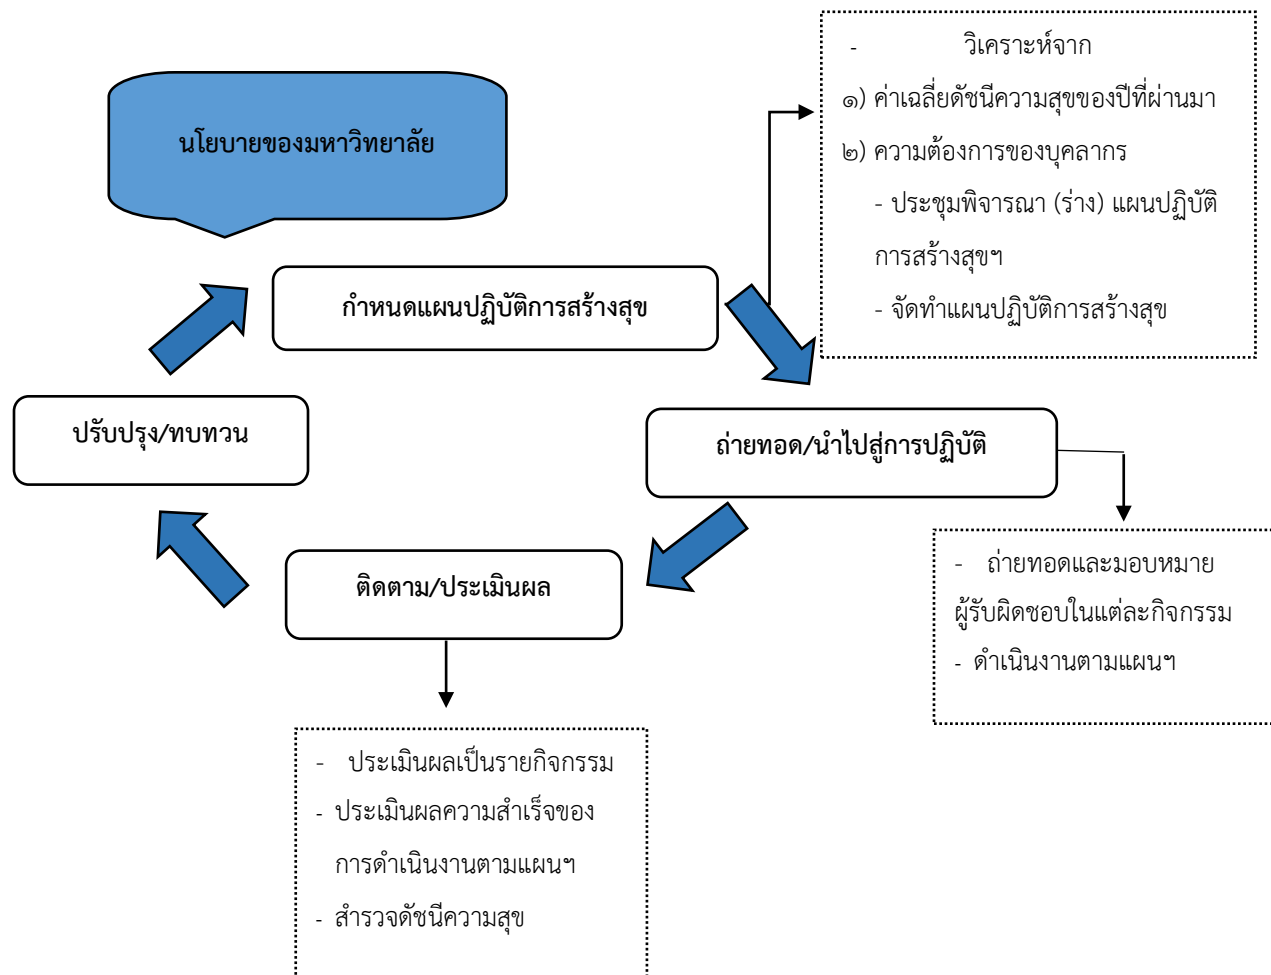 นโยบายของมหาวิทยาลัย
- วิเคราะห์จาก
๑) ค่าเฉลี่ยดัชนีความสุขของปีที่ผ่านมา
๒) ความต้องการของบุคลากร
- ประชุมพิจารณา (ร่าง) แผนปฏิบัติ
การสร้างสุขฯ
- จัดทำแผนปฏิบัติการสร้างสุข
กำหนดแผนปฏิบัติการสร้างสุข
ปรับปรุง/ทบทวน
ถ่ายทอด/นำไปสู่การปฏิบัติ
- ถ่ายทอดและมอบหมาย
ผู้รับผิดชอบในแต่ละกิจกรรม
- ดำเนินงานตามแผนฯ
ติดตาม/ประเมินผล
- ประเมินผลเป็นรายกิจกรรม
- ประเมินผลความสำเร็จของ
การดำเนินงานตามแผนฯ
- สำรวจดัชนีความสุข